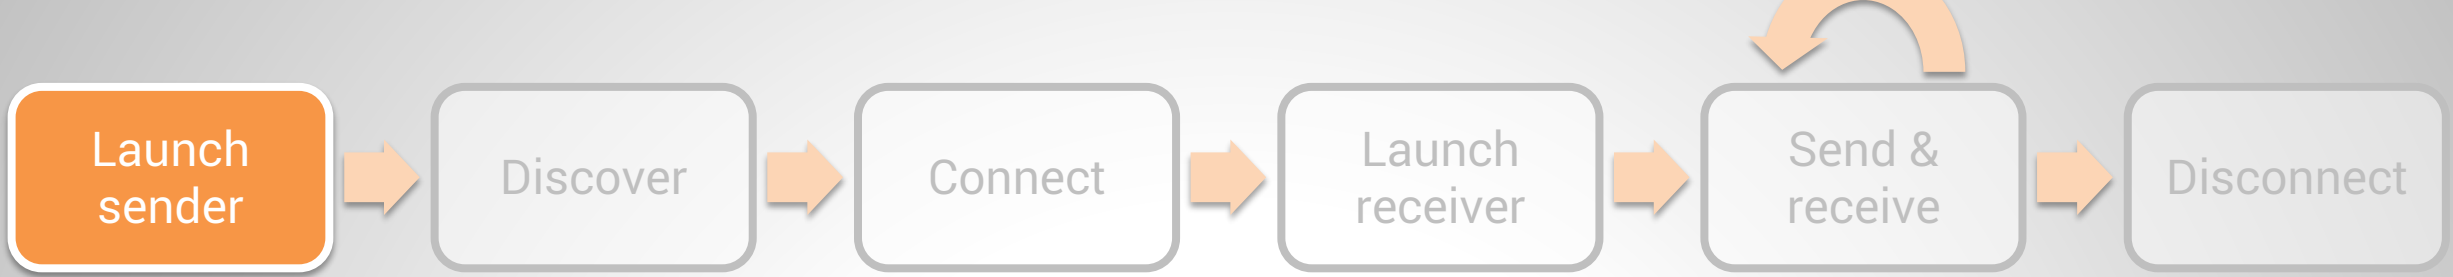 Launch
sender
Discover
Connect
Launch
receiver
Send &
receive
Disconnect